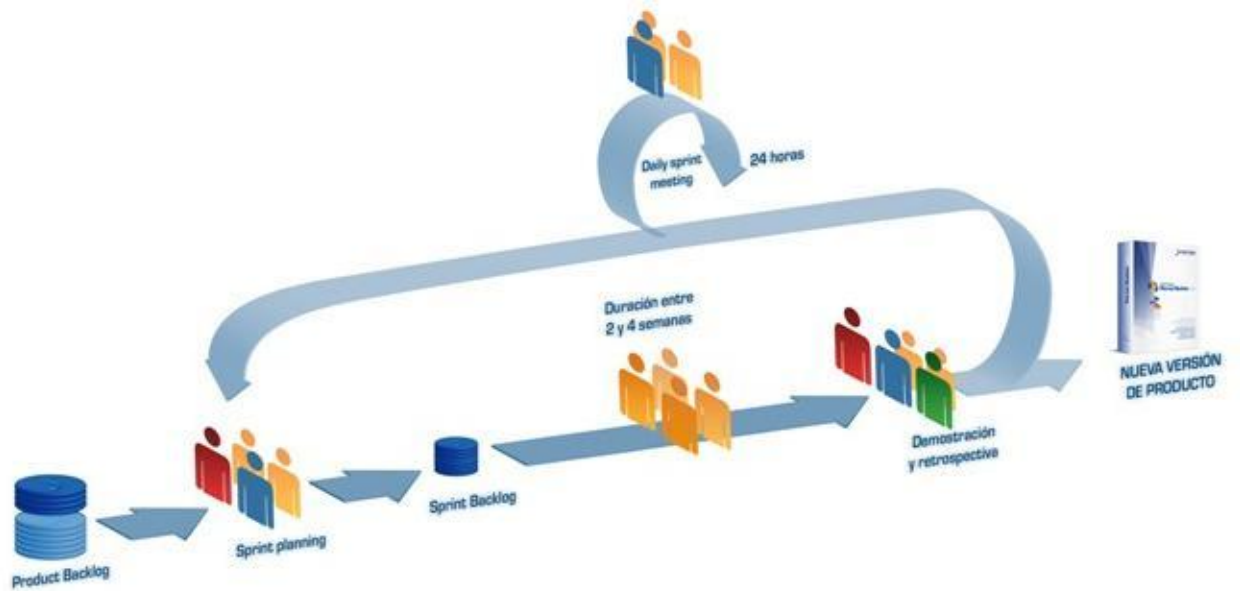 Daily sprint
meeting
24 horas
Duración entre
2 y 4 semanas
NUEVA VERSIÓN
DE PRODUCTO
Demostración
y retrospectiva
Sprint Backlog
Sprint planning
Product Backlog